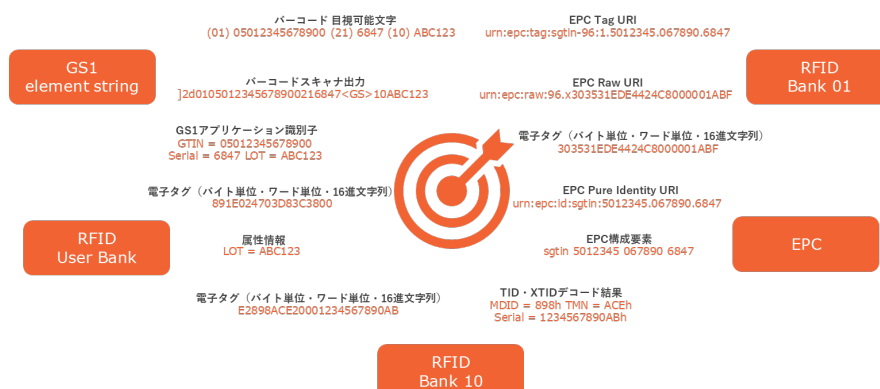 バーコード 目視可能文字
(01) 05012345678900 (21) 6847 (10) ABC123
EPC Tag URI
urn:epc:tag:sgtin-96:1.5012345.067890.6847
GS1
element string
RFID
Bank 01
バーコードスキャナ出力
]2d010501234567890021​6847<GS>10ABC123
EPC Raw URI
urn:epc:raw:96.x303531EDE4424C8000001ABF
GS1アプリケーション識別子
GTIN = 05012345678900
Serial = 6847 LOT = ABC123
電子タグ（バイト単位・ワード単位・16進文字列）
303531EDE4424C8000001ABF
電子タグ（バイト単位・ワード単位・16進文字列）
891E024703D83C3800
EPC Pure Identity URI
urn:epc:id:sgtin:5012345.067890.6847
RFID
User Bank
属性情報
LOT = ABC123
EPC構成要素
sgtin 5012345 067890 6847
EPC
電子タグ（バイト単位・ワード単位・16進文字列）
E2898ACE20001234567890AB
TID・XTIDデコード結果
MDID = 898h TMN = ACEh
Serial = 1234567890ABh
RFID
Bank 10